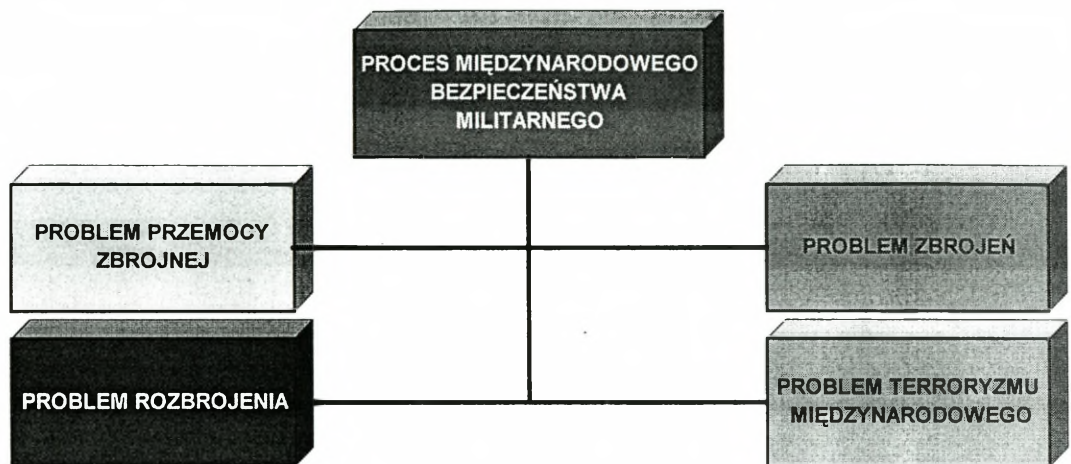 PROCES MIĘDZYNARODOWEGO
BEZPIECZEŃSTWA
MILITARNEGO
PROBLEM PRZEMOCY
ZBROJNEJ
PROBLEM ZBROJEŃ
PROBLEM ROZBROJENIA
PROBLEM TERRORYZMU
MIĘDZYNARODOWEGO